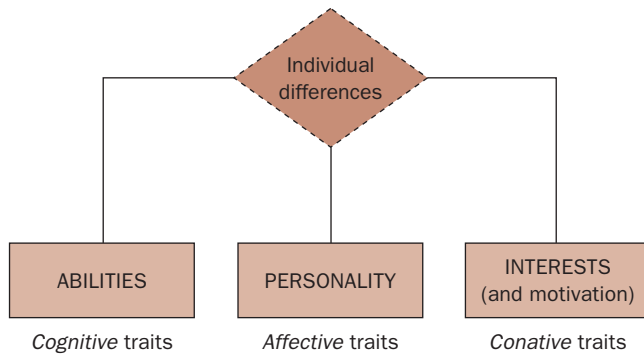 Individual
differences
ABILITIES
PERSONALITY
INTERESTS
(and motivation)
Cognitive traits
Affective traits
Conative traits